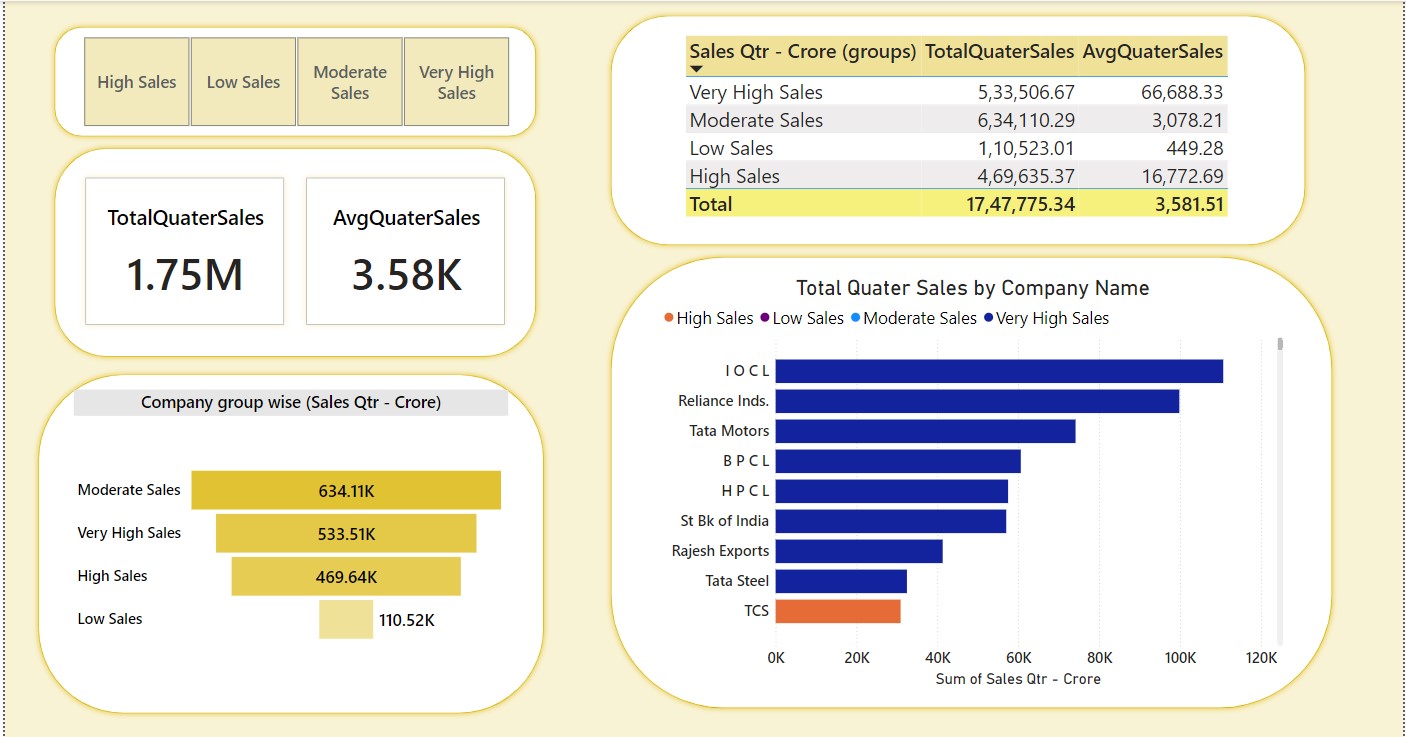 High Sales
Low Sales
Moderate
Sales
Very High
Sales
TotalQuaterSales
1.75M
AvgQuaterSales
3.58K
Company group wise (Sales Qtr - Crore)
Moderate Sales 634.11K
Very High Sales 533.51K
High Sales 469.64K
Low Sales 110.52K
Sales Qtr - Crore (groups) TotalQuaterSales AvgQuaterSales
Very High Sales 5,33,506.67 66,688.33
Moderate Sales 6,34,110.29 3,078.21
Low Sales 1,10,523.01 449.28
High Sales 4,69,635.37 16,772.69
Total 17,47,775.34 3,581.51
Total Quater Sales by Company Name
High Sales Low Sales Moderate Sales Very High Sales
I O C L
Reliance Inds.
Tata Motors
B P C L
H P C L
St Bk of India
Rajesh Exports
Tata Steel
TCS
0K 20K 40K 60K 80K 100K 120K
Sum of Sales Qtr - Crore